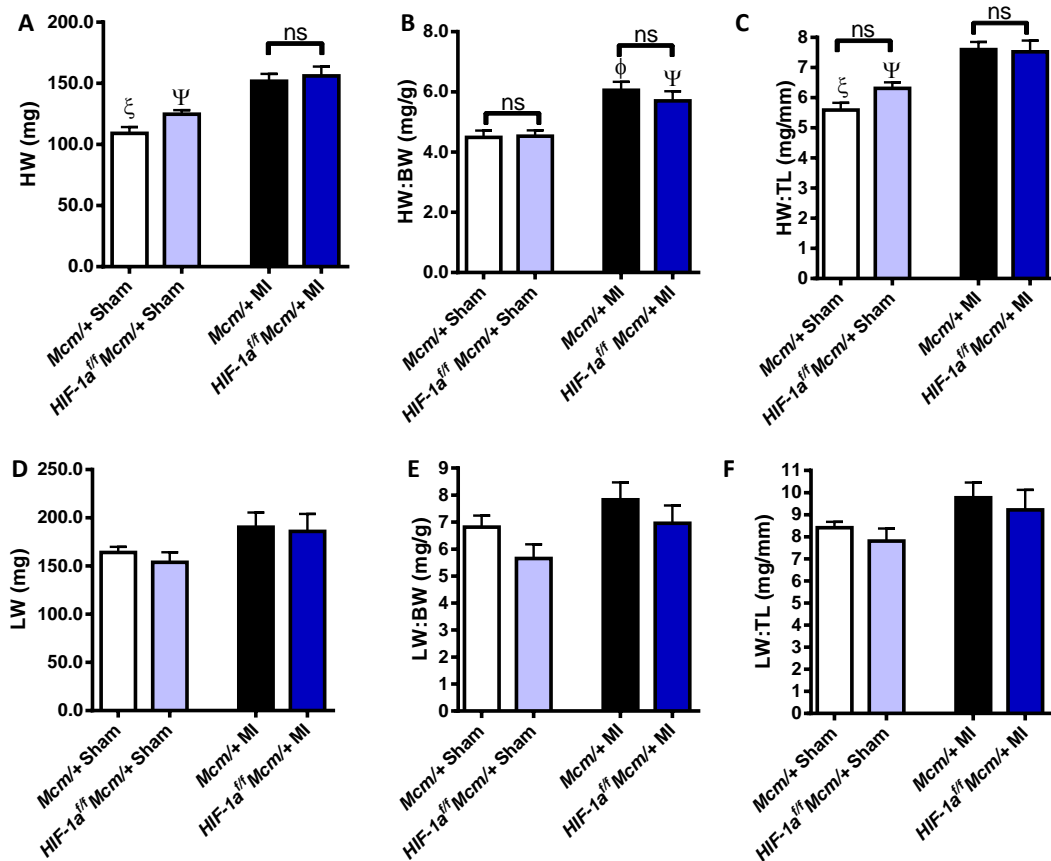 A
HW (mg)
200.0
150.0
100.0
50.0
0.0
ξ
Ψ
ns
Mcm/+ Sham
HIF-1a^f/f Mcm/+ Sham
Mcm/+ MI
HIF-1a^f/f Mcm/+ MI
B
HW:BW (mg/g)
8.0
6.0
4.0
2.0
0.0
ns
ns
ϕ
Ψ
Mcm/+ Sham
HIF-1a^f/f Mcm/+ Sham
Mcm/+ MI
HIF-1a^f/f Mcm/+ MI
C
HW:TL (mg/mm)
8
7
6
5
4
3
2
1
0
ns
ξ
Ψ
ns
Mcm/+ Sham
HIF-1a^f/f Mcm/+ Sham
Mcm/+ MI
HIF-1a^f/f Mcm/+ MI
D
LW (mg)
250.0
200.0
150.0
100.0
50.0
0.0
Mcm/+ Sham
HIF-1a^f/f Mcm/+ Sham
Mcm/+ MI
HIF-1a^f/f Mcm/+ MI
E
LW:BW (mg/g)
9
8
7
6
5
4
3
2
1
0
Mcm/+ Sham
HIF-1a^f/f Mcm/+ Sham
Mcm/+ MI
HIF-1a^f/f Mcm/+ MI
F
LW:TL (mg/mm)
11
10
9
8
7
6
5
4
3
2
1
0
Mcm/+ Sham
HIF-1a^f/f Mcm/+ Sham
Mcm/+ MI
HIF-1a^f/f Mcm/+ MI